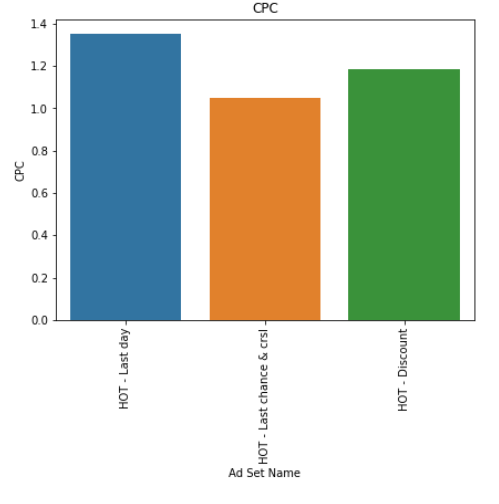 CPC
1.4
1.2
1.0
0.8
0.6
0.4
0.2
0.0
CPC
HOT - Last day
HOT - Last chance & crsl
HOT - Discount
Ad Set Name